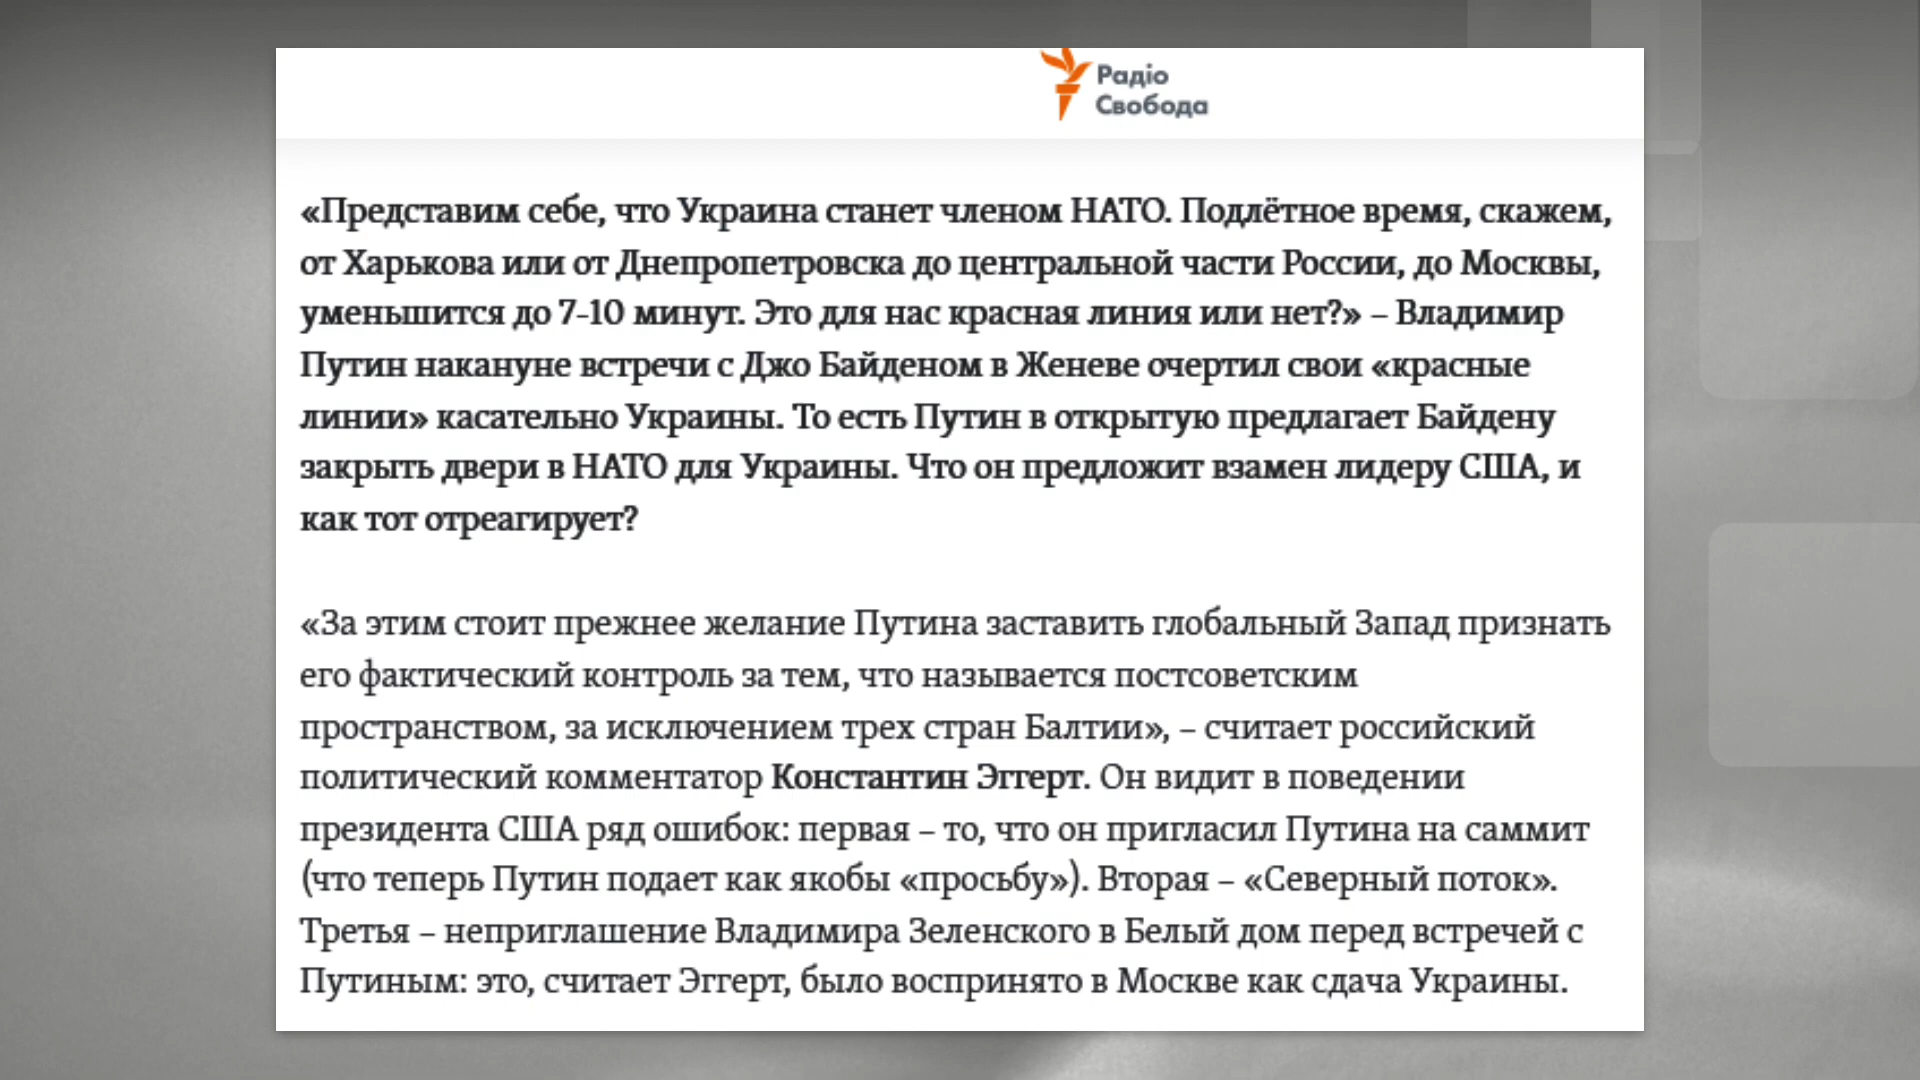 Радіо
Свобода
«Представим себе, что Украина станет членом НАТО. Подлётное время, скажем,
от Харькова или от Днепропетровска до центральной части России, до Москвы,
уменьшится до 7-10 минут. Это для нас красная линия или нет?» – Владимир
Путин накануне встречи с Джо Байденом в Женеве очертил свои «красные
линии» касательно Украины. То есть Путин в открытую предлагает Байдену
закрыть двери в НАТО для Украины. Что он предложит взамен лидеру США, и
как тот отреагирует?
«За этим стоит прежнее желание Путина заставить глобальный Запад признать
его фактический контроль за тем, что называется постсоветским
пространством, за исключением трех стран Балтии», – считает российский
политический комментатор Константин Эггерт. Он видит в поведении
президента США ряд ошибок: первая – то, что он пригласил Путина на саммит
(что теперь Путин подает как якобы «просьбу»). Вторая – «Северный поток».
Третья – неприглашение Владимира Зеленского в Белый дом перед встречей с
Путиным: это, считает Эггерт, было воспринято в Москве как сдача Украины.